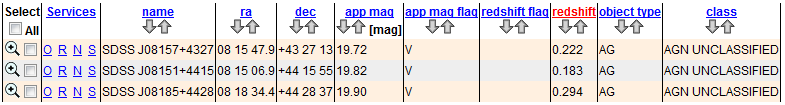 Select Services name ra dec app mag app mag flag redshift flag redshift object type class
All [mag]
O R N S SDSS J08157+4327 08 15 47.9 +43 27 13 19.72 V 0.222 AG AGN UNCLASSIFIED
O R N S SDSS J08151+4415 08 15 06.9 +44 15 55 19.82 V 0.183 AG AGN UNCLASSIFIED
O R N S SDSS J08185+4428 08 18 34.4 +44 28 37 19.90 V 0.294 AG AGN UNCLASSIFIED